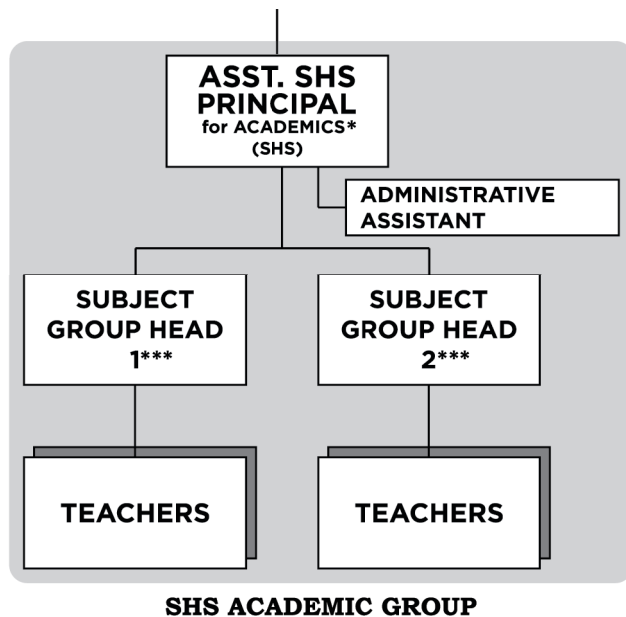 ASST. SHS
PRINCIPAL
for ACADEMICS*
(SHS)
ADMINISTRATIVE
ASSISTANT
SUBJECT
GROUP HEAD
1***
SUBJECT
GROUP HEAD
2***
TEACHERS
TEACHERS
SHS ACADEMIC GROUP